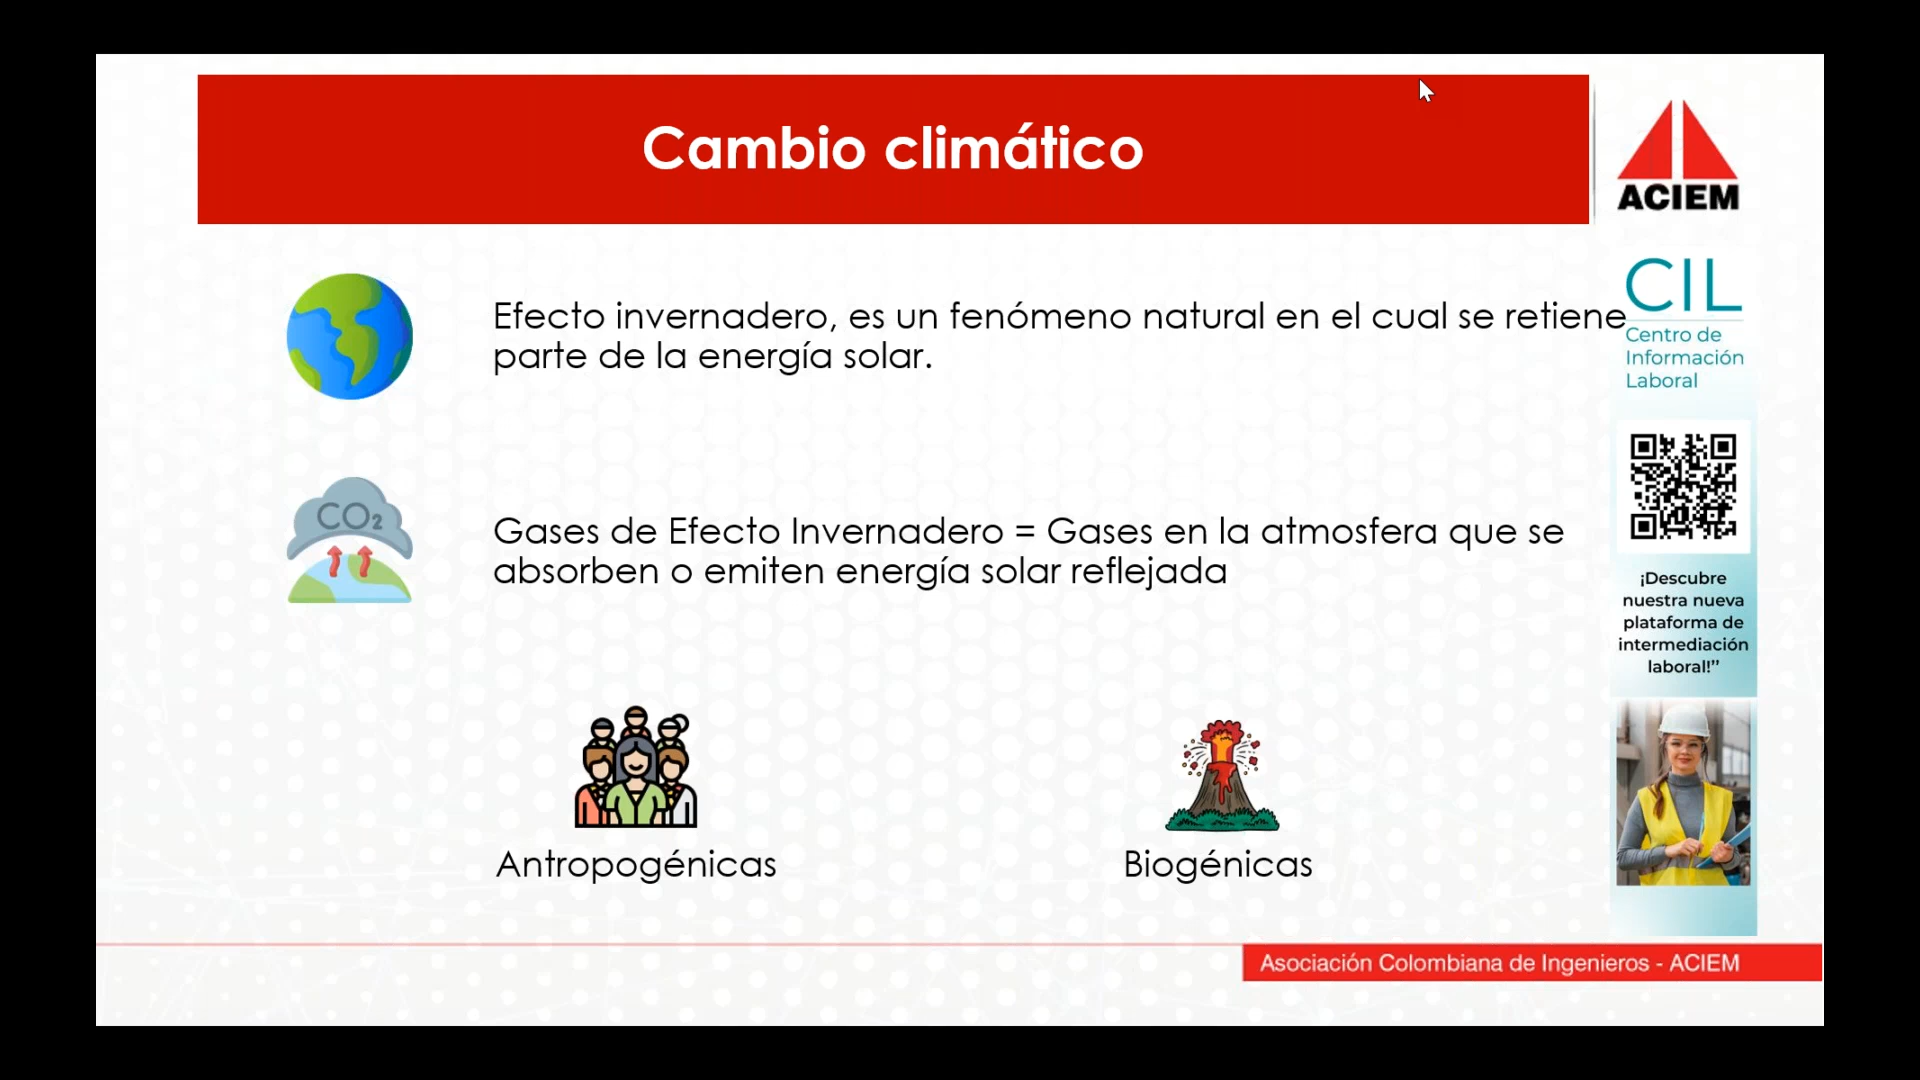 Cambio climático
ACIEM
Efecto invernadero, es un fenómeno natural en el cual se retiene
parte de la energía solar.
CIL
Centro de
Información
Laboral
CO₂
Gases de Efecto Invernadero = Gases en la atmosfera que se
absorben o emiten energía solar reflejada
¡Descubre
nuestra nueva
plataforma de
intermediación
laboral!”
Antropogénicas
Biogénicas
Asociación Colombiana de Ingenieros - ACIEM